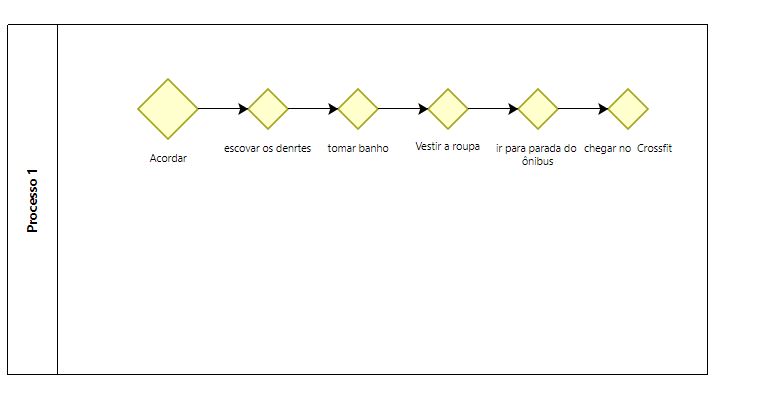 Processo 1
Acordar
escovar os denrtes
tomar banho
Vestir a roupa
ir para parada do
ônibus
chegar no  Crossfit